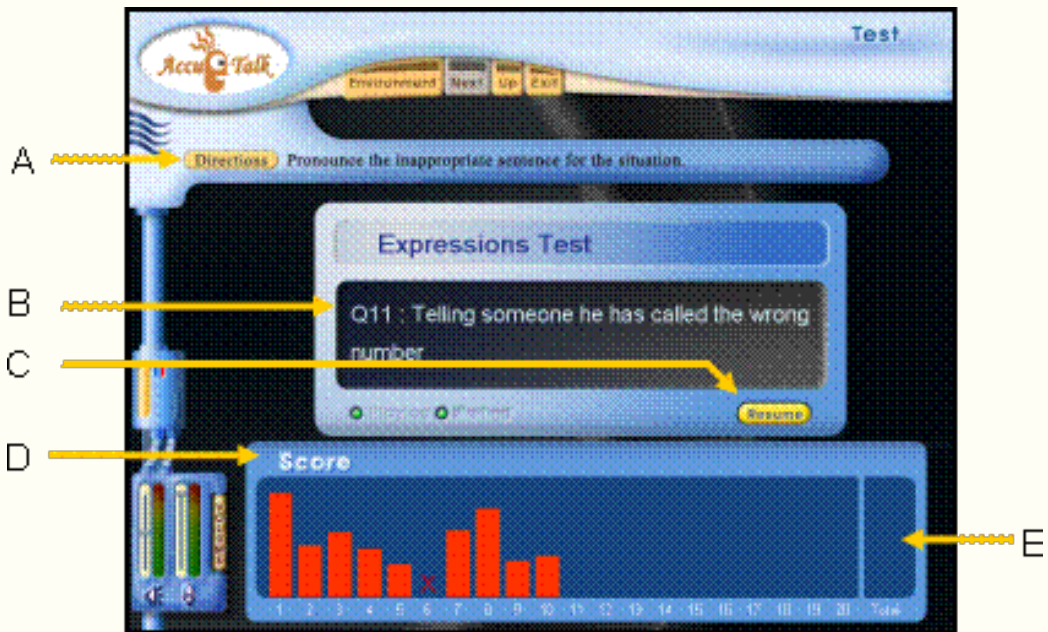 Test
Accu Talk
Environment Next Up Exit
A
Directions Pronounce the inappropriate sentence for the situation.
Expressions Test
B
Q11 : Telling someone he has called the wrong
number
C
Resume
D
Score
E
1 2 3 4 5 6 7 8 9 10 11 12 13 14 15 16 17 18 19 20 Total